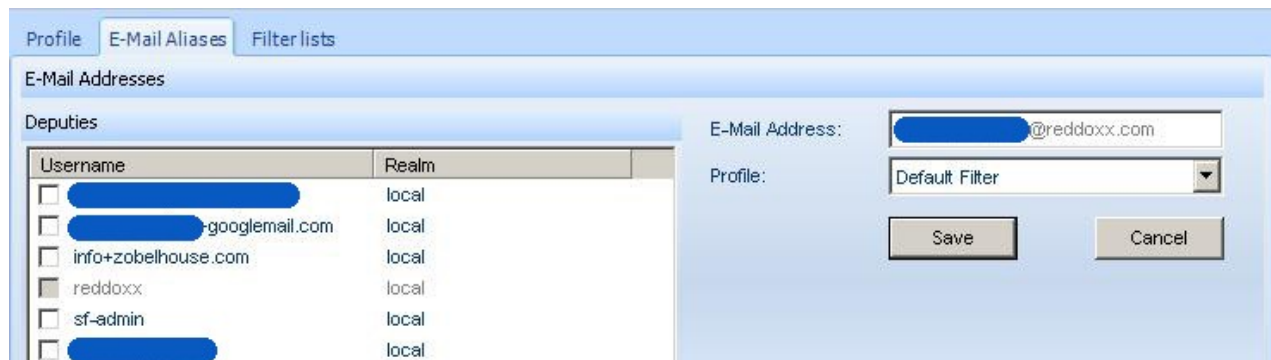 Profile E-Mail Aliases Filter lists
E-Mail Addresses
Deputies
Username Realm
local
-googlemail.com local
info+zobelhouse.com local
reddoxx local
sf-admin local
local
E-Mail Address: @reddoxx.com
Profile: Default Filter
Save Cancel